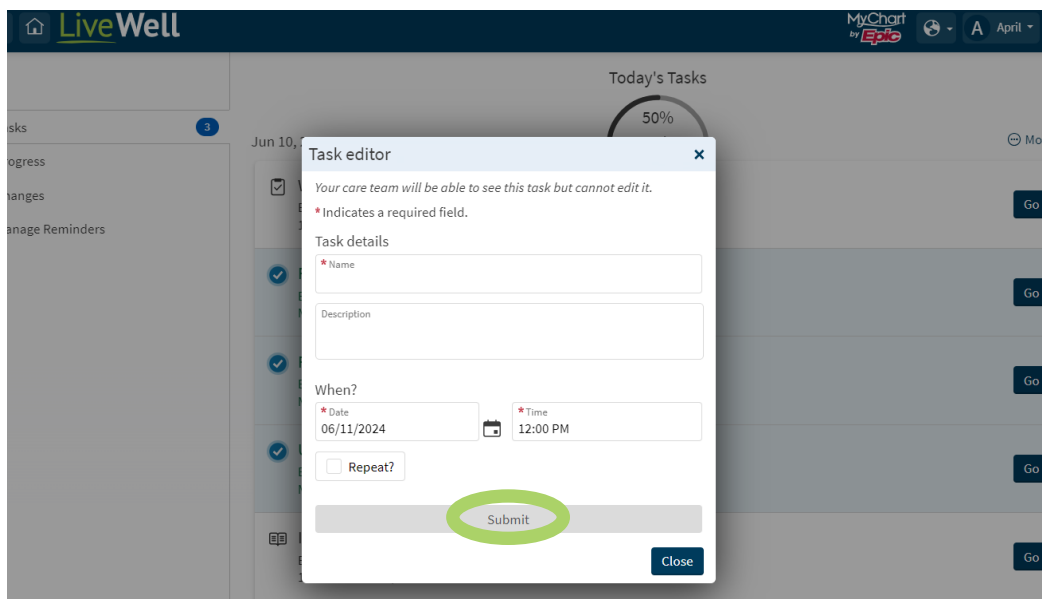 LiveWell
MyChart
by Epic
A April
Today's Tasks
50%
3
Jun 10,
Task editor
Your care team will be able to see this task but cannot edit it.
* Indicates a required field.
Task details
* Name
Description
When?
* Date
06/11/2024
* Time
12:00 PM
Repeat?
Submit
Close
anage Reminders
ogress
anges
sks
Mo
Go
Go
Go
Go
Go